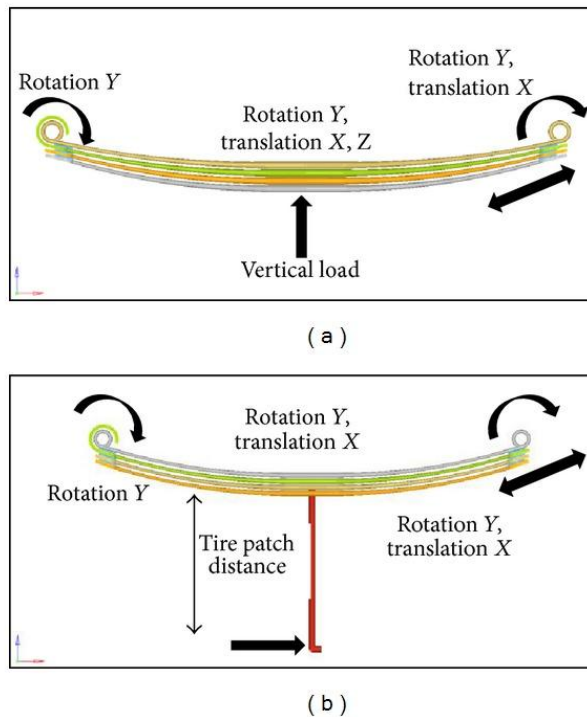 Rotation Y
Rotation Y,
translation X
Rotation Y,
translation X, Z
Vertical load
( a )
Rotation Y,
translation X
Rotation Y
Tire patch
distance
Rotation Y,
translation X
( b )